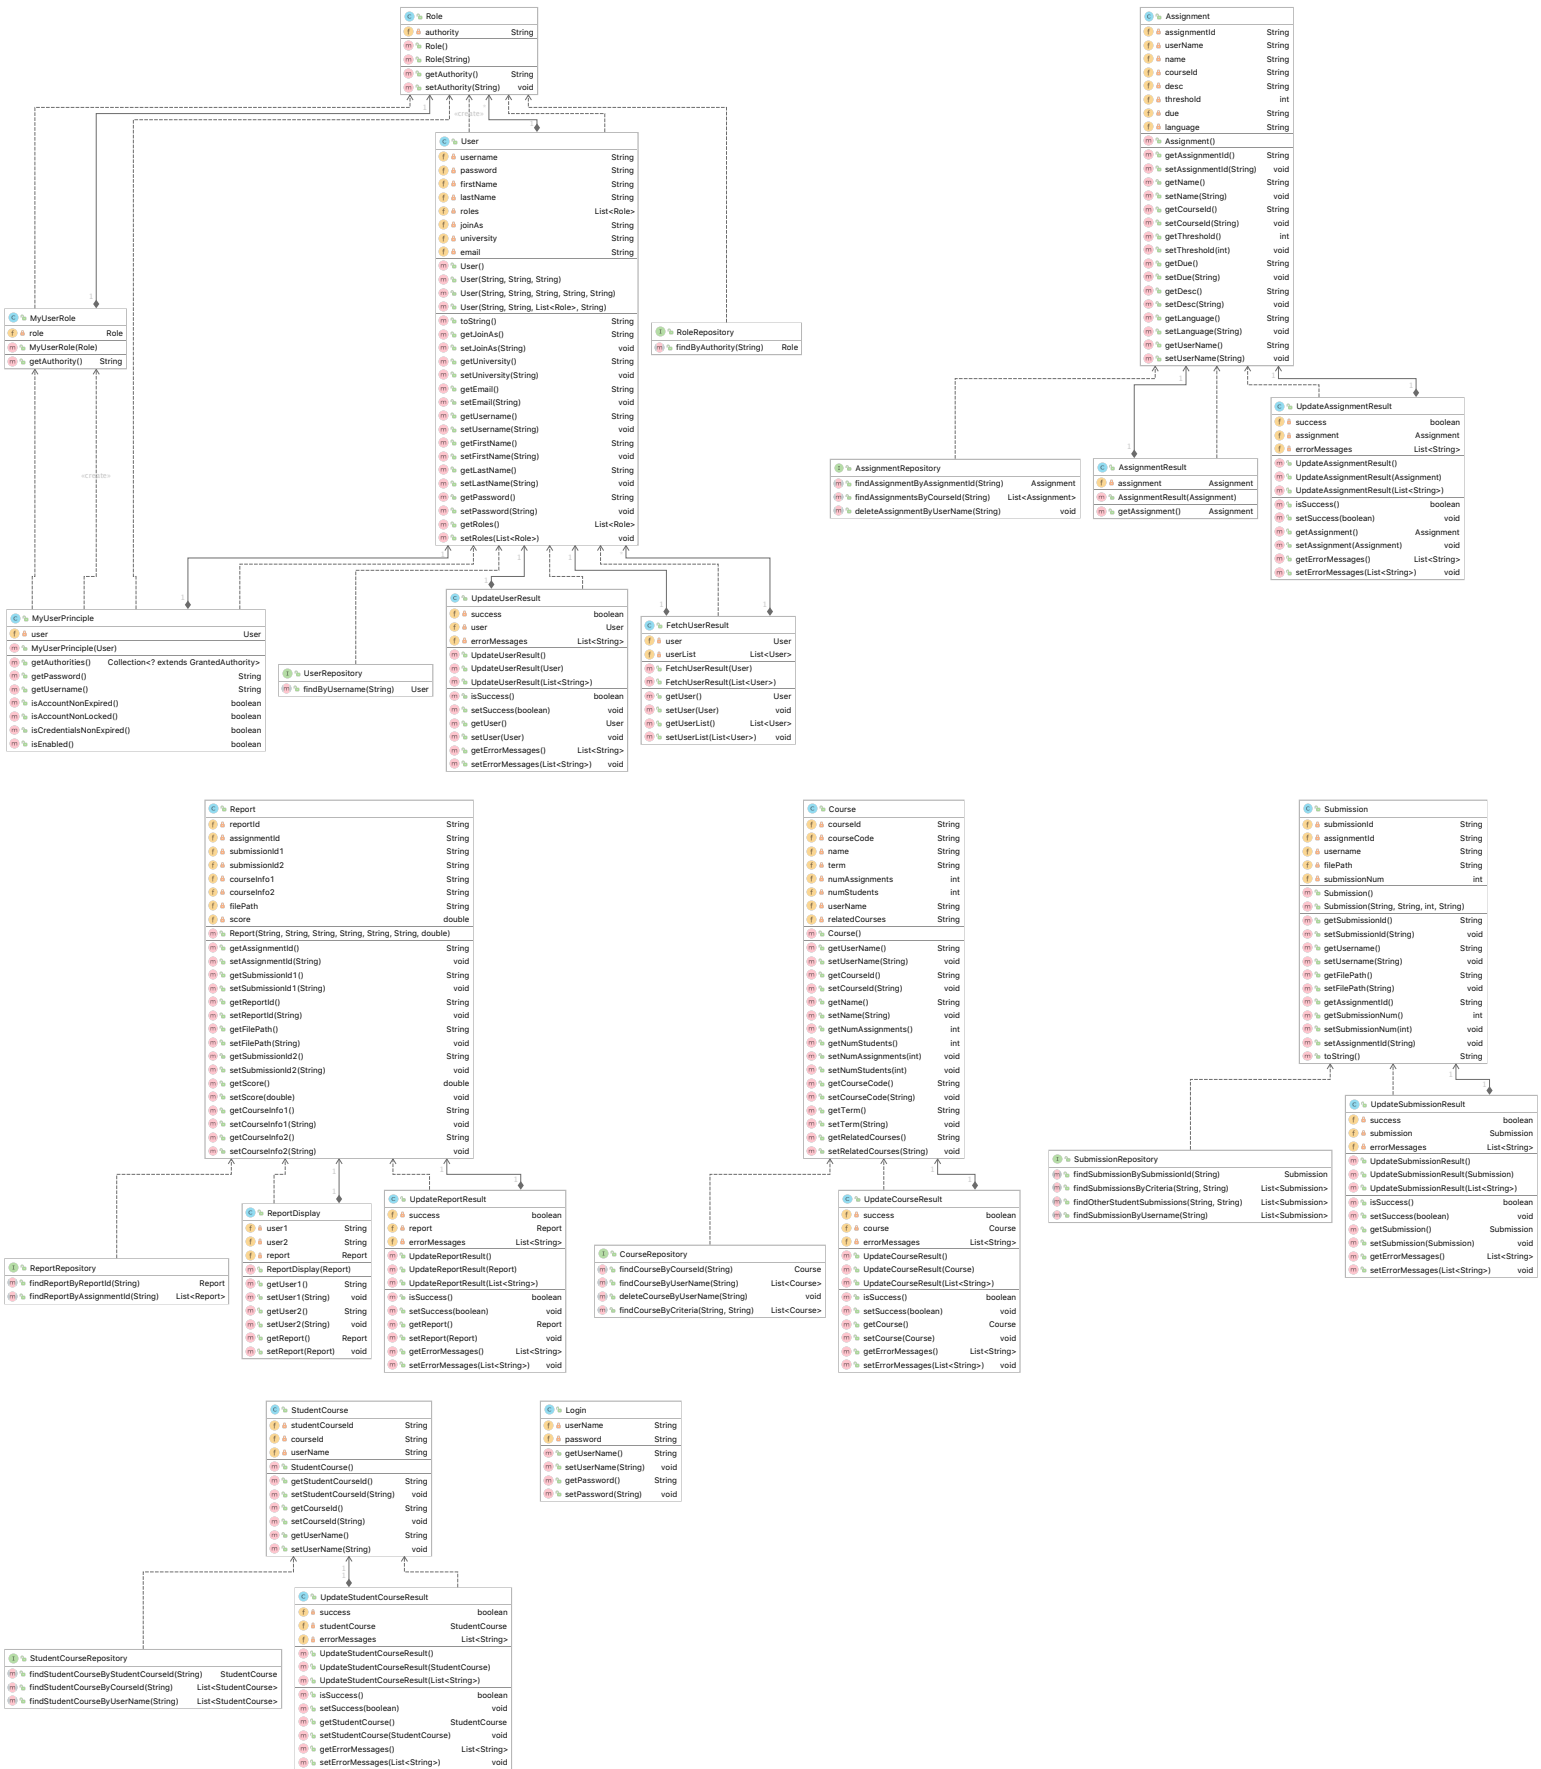 Role
authority String
Role()
Role(String)
getAuthority() String
setAuthority(String) void
1
*
«create»
1
User
username String
password String
firstName String
lastName String
roles List<Role>
joinAs String
university String
email String
User()
User(String, String, String)
User(String, String, String, String, String)
User(String, String, List<Role>, String)
toString() String
getJoinAs() String
setJoinAs(String) void
getUniversity() String
setUniversity(String) void
getEmail() String
setEmail(String) void
getUsername() String
setUsername(String) void
getFirstName() String
setFirstName(String) void
getLastName() String
setLastName(String) void
getPassword() String
setPassword(String) void
getRoles() List<Role>
setRoles(List<Role>) void
1
MyUserRole
role Role
MyUserRole(Role)
getAuthority() String
«create»
RoleRepository
findByAuthority(String) Role
1
1
1
*
1
1
1
1
MyUserPrinciple
user User
MyUserPrinciple(User)
getAuthorities() Collection<? extends GrantedAuthority>
getPassword() String
getUsername() String
isAccountNonExpired() boolean
isAccountNonLocked() boolean
isCredentialsNonExpired() boolean
isEnabled() boolean
UserRepository
findByUsername(String) User
UpdateUserResult
success boolean
user User
errorMessages List<String>
UpdateUserResult()
UpdateUserResult(User)
UpdateUserResult(List<String>)
isSuccess() boolean
setSuccess(boolean) void
getUser() User
setUser(User) void
getErrorMessages() List<String>
setErrorMessages(List<String>) void
FetchUserResult
user User
userList List<User>
FetchUserResult(User)
FetchUserResult(List<User>)
getUser() User
setUser(User) void
getUserList() List<User>
setUserList(List<User>) void
Assignment
assignmentId String
userName String
name String
courseId String
desc String
threshold int
due String
language String
Assignment()
getAssignmentId() String
setAssignmentId(String) void
getName() String
setName(String) void
getCourseId() String
setCourseId(String) void
getThreshold() int
setThreshold(int) void
getDue() String
setDue(String) void
getDesc() String
setDesc(String) void
getLanguage() String
setLanguage(String) void
getUserName() String
setUserName(String) void
1
1
1
1
AssignmentRepository
findAssignmentByAssignmentId(String) Assignment
findAssignmentsByCourseId(String) List<Assignment>
deleteAssignmentByUserName(String) void
AssignmentResult
assignment Assignment
AssignmentResult(Assignment)
getAssignment() Assignment
UpdateAssignmentResult
success boolean
assignment Assignment
errorMessages List<String>
UpdateAssignmentResult()
UpdateAssignmentResult(Assignment)
UpdateAssignmentResult(List<String>)
isSuccess() boolean
setSuccess(boolean) void
getAssignment() Assignment
setAssignment(Assignment) void
getErrorMessages() List<String>
setErrorMessages(List<String>) void
Report
reportId String
assignmentId String
submissionId1 String
submissionId2 String
courseInfo1 String
courseInfo2 String
filePath String
score double
Report(String, String, String, String, String, String, double)
getAssignmentId() String
setAssignmentId(String) void
getSubmissionId1() String
setSubmissionId1(String) void
getReportId() String
setReportId(String) void
getFilePath() String
setFilePath(String) void
getSubmissionId2() String
setSubmissionId2(String) void
getScore() double
setScore(double) void
getCourseInfo1() String
setCourseInfo1(String) void
getCourseInfo2() String
setCourseInfo2(String) void
1
1
1
1
ReportRepository
findReportByReportId(String) Report
findReportByAssignmentId(String) List<Report>
ReportDisplay
user1 String
user2 String
report Report
ReportDisplay(Report)
getUser1() String
setUser1(String) void
getUser2() String
setUser2(String) void
getReport() Report
setReport(Report) void
UpdateReportResult
success boolean
report Report
errorMessages List<String>
UpdateReportResult()
UpdateReportResult(Report)
UpdateReportResult(List<String>)
isSuccess() boolean
setSuccess(boolean) void
getReport() Report
setReport(Report) void
getErrorMessages() List<String>
setErrorMessages(List<String>) void
Course
courseId String
courseCode String
name String
term String
numAssignments int
numStudents int
userName String
relatedCourses String
Course()
getUserName() String
setUserName(String) void
getCourseId() String
setCourseId(String) void
getName() String
setName(String) void
getNumAssignments() int
getNumStudents() int
setNumAssignments(int) void
setNumStudents(int) void
getCourseCode() String
setCourseCode(String) void
getTerm() String
setTerm(String) void
getRelatedCourses() String
setRelatedCourses(String) void
1
1
CourseRepository
findCourseByCourseId(String) Course
findCourseByUserName(String) List<Course>
deleteCourseByUserName(String) void
findCourseByCriteria(String, String) List<Course>
UpdateCourseResult
success boolean
course Course
errorMessages List<String>
UpdateCourseResult()
UpdateCourseResult(Course)
UpdateCourseResult(List<String>)
isSuccess() boolean
setSuccess(boolean) void
getCourse() Course
setCourse(Course) void
getErrorMessages() List<String>
setErrorMessages(List<String>) void
Submission
submissionId String
assignmentId String
username String
filePath String
submissionNum int
Submission()
Submission(String, String, int, String)
getSubmissionId() String
setSubmissionId(String) void
getUsername() String
setUsername(String) void
getFilePath() String
setFilePath(String) void
getAssignmentId() String
getSubmissionNum() int
setSubmissionNum(int) void
setAssignmentId(String) void
toString() String
1
1
SubmissionRepository
findSubmissionBySubmissionId(String) Submission
findSubmissionsByCriteria(String, String) List<Submission>
findOtherStudentSubmissions(String, String) List<Submission>
findSubmissionByUsername(String) List<Submission>
UpdateSubmissionResult
success boolean
submission Submission
errorMessages List<String>
UpdateSubmissionResult()
UpdateSubmissionResult(Submission)
UpdateSubmissionResult(List<String>)
isSuccess() boolean
setSuccess(boolean) void
getSubmission() Submission
setSubmission(Submission) void
getErrorMessages() List<String>
setErrorMessages(List<String>) void
StudentCourse
studentCourseId String
courseId String
userName String
StudentCourse()
getStudentCourseId() String
setStudentCourseId(String) void
getCourseId() String
setCourseId(String) void
getUserName() String
setUserName(String) void
1
1
Login
userName String
password String
getUserName() String
setUserName(String) void
getPassword() String
setPassword(String) void
StudentCourseRepository
findStudentCourseByStudentCourseId(String) StudentCourse
findStudentCourseByCourseId(String) List<StudentCourse>
findStudentCourseByUserName(String) List<StudentCourse>
UpdateStudentCourseResult
success boolean
studentCourse StudentCourse
errorMessages List<String>
UpdateStudentCourseResult()
UpdateStudentCourseResult(StudentCourse)
UpdateStudentCourseResult(List<String>)
isSuccess() boolean
setSuccess(boolean) void
getStudentCourse() StudentCourse
setStudentCourse(StudentCourse) void
getErrorMessages() List<String>
setErrorMessages(List<String>) void